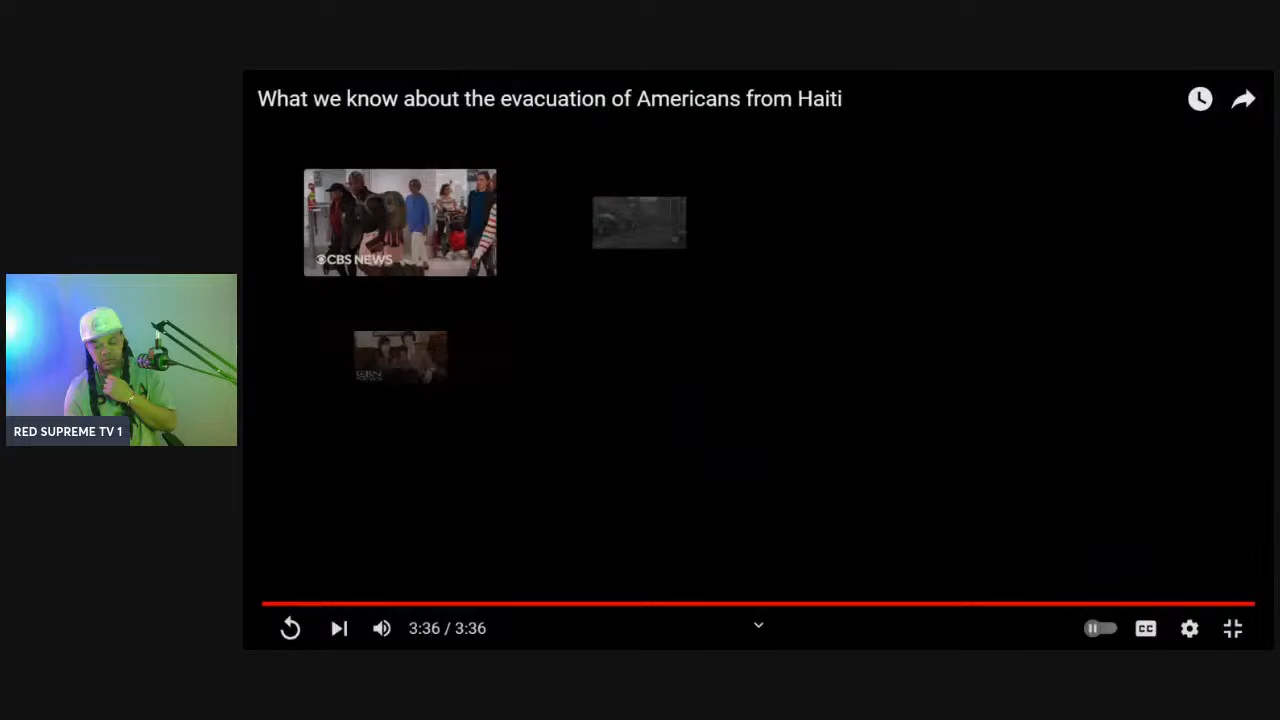 What we know about the evacuation of Americans from Haiti
CBS NEWS
RED SUPREME TV 1
3:36 / 3:36
CC